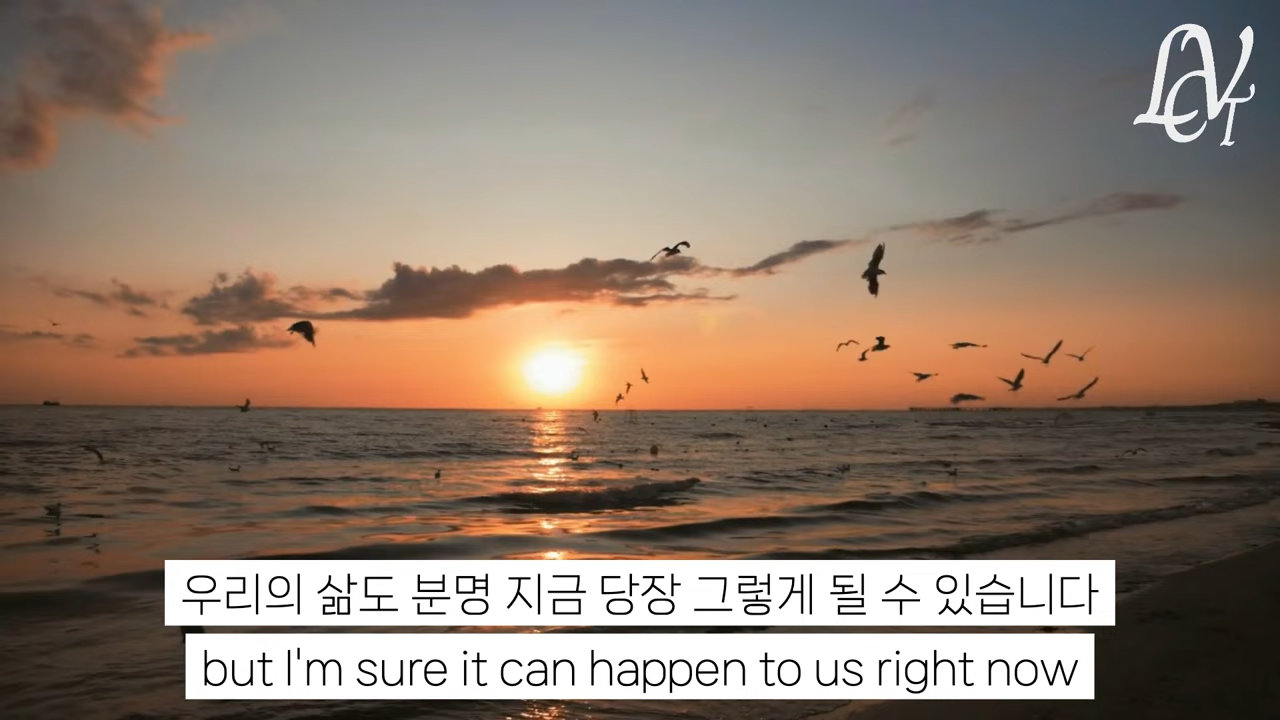 LCVT
우리의 삶도 분명 지금 당장 그렇게 될 수 있습니다
but I'm sure it can happen to us right now